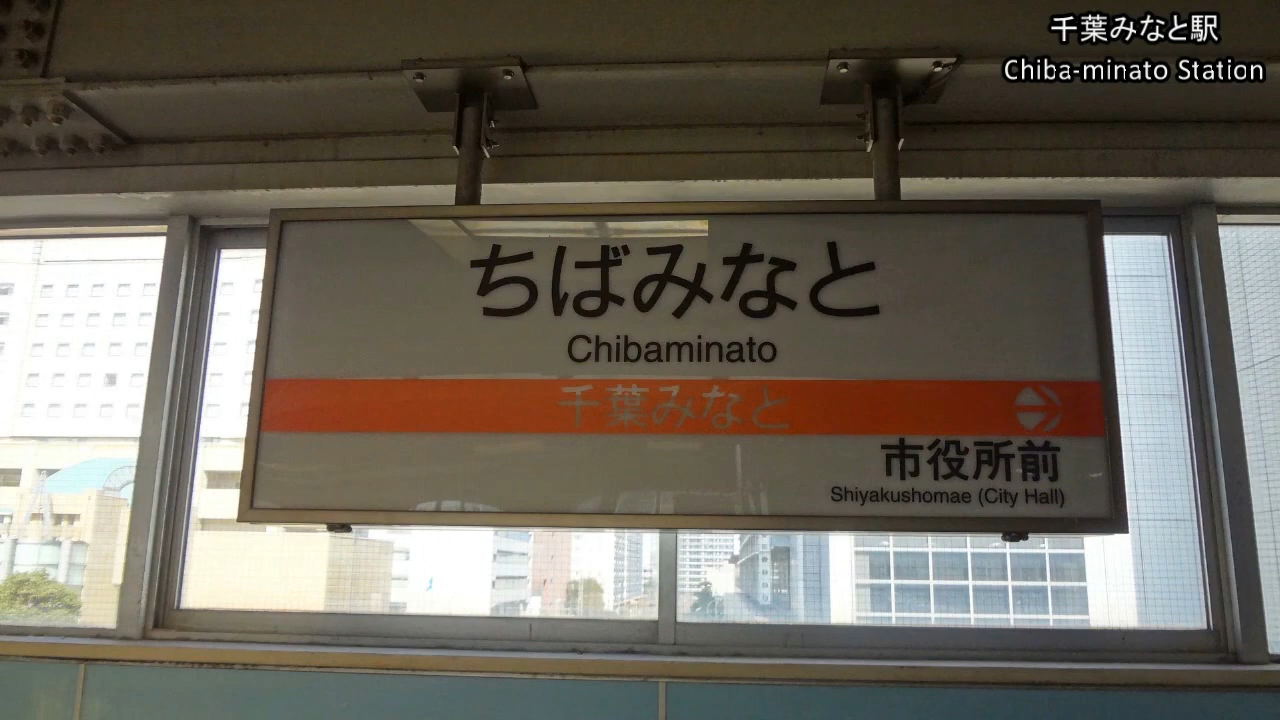 千葉みなと駅
Chiba-minato Station
ちばみなと
Chibaminato
千葉みなと
市役所前
Shiyakushomae (City Hall)